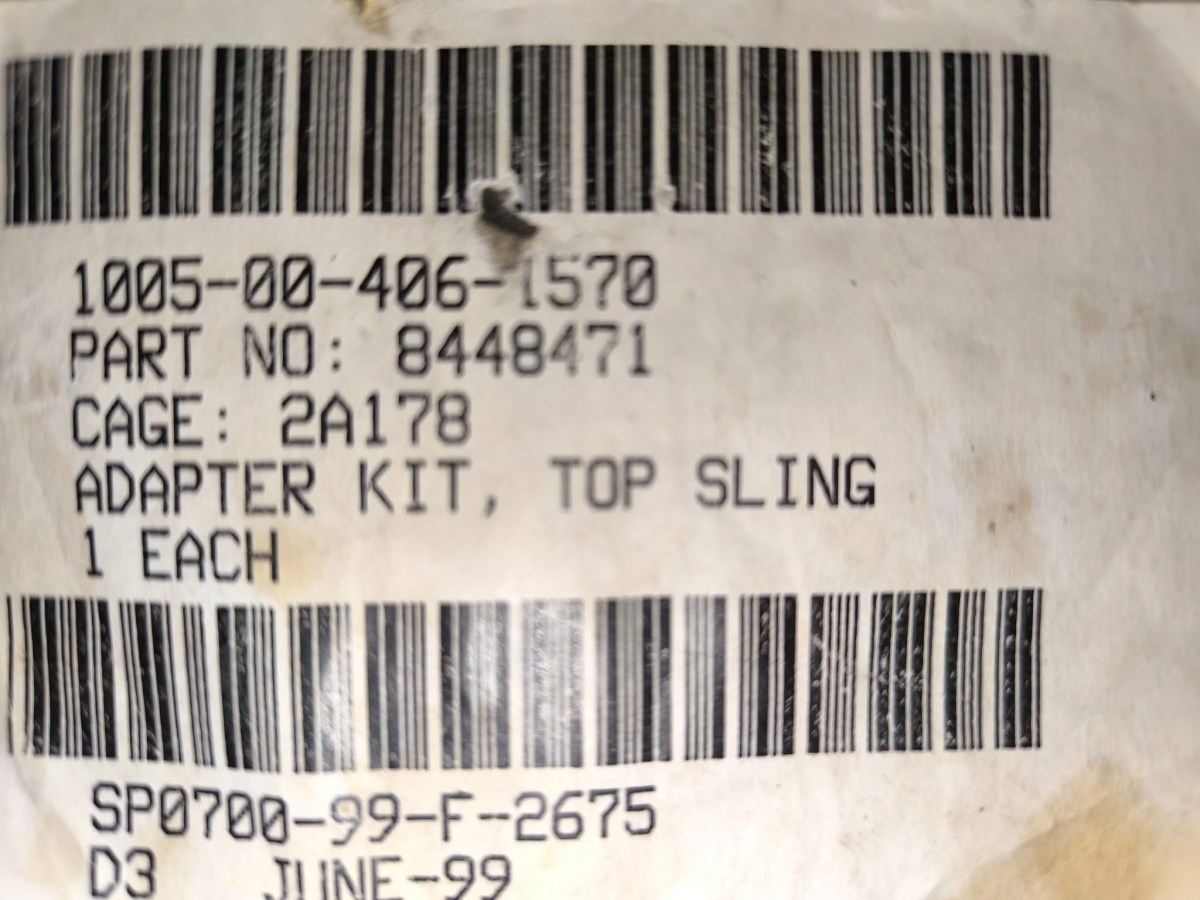 1005-00-406-1570
PART NO: 8448471
CAGE: 2A178
ADAPTER KIT, TOP SLING
1 EACH
SP0700-99-F-2675
D3 JUNE-99